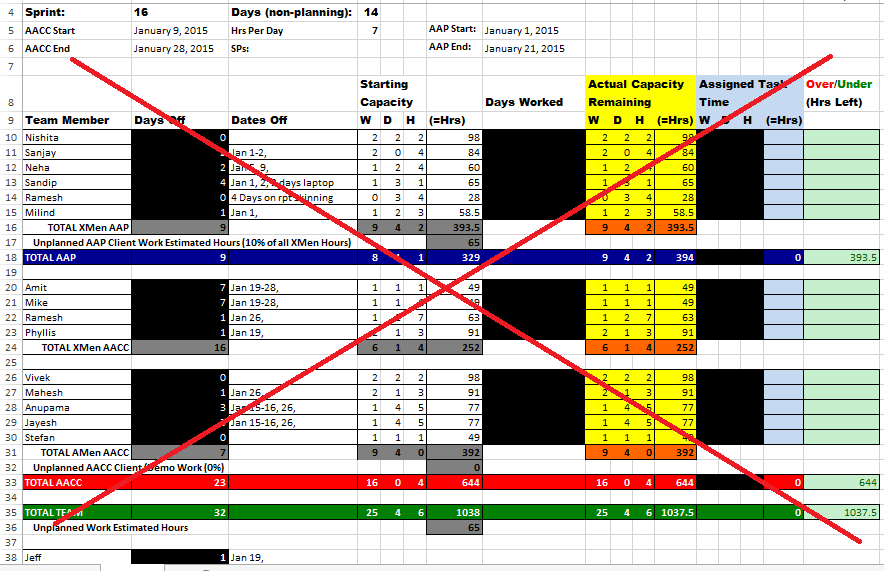 4 Sprint: 16 Days (non-planning): 14
5 AACC Start January 9, 2015 Hrs Per Day 7 AAP Start: January 1, 2015
6 AACC End January 28, 2015 SPs: AAP End: January 21, 2015
7
8 Starting Capacity Days Worked Actual Capacity Remaining Assigned Task Time Over/Under (Hrs Left)
9 Team Member Days Off Dates Off W D H (=Hrs) W D H (=Hrs) W D H (=Hrs)
10 Nishita 0 2 2 2 98 2 2 2 98
11 Sanjay Jan 1-2, 2 0 4 84 2 0 4 84
12 Neha 2 9, 1 2 4 60 1 2 4 60
13 Sandip 4 Jan 1, 2, days laptop 1 3 1 65 1 3 1 65
14 Ramesh 0 4 Days on rpt skinning 0 3 4 28 0 3 4 28
15 Milind 1 Jan 1, 1 2 3 58.5 1 2 3 58.5
16 TOTAL XMen AAP 9 9 4 2 393.5 9 4 2 393.5
17 Unplanned AAP Client Work Estimated Hours (10% of all XMen Hours) 65
18 TOTAL AAP 9 8 1 329 9 4 2 394 0 393.5
19
20 Amit 7 Jan 19-28, 1 1 1 49 1 1 1 49
21 Mike 7 Jan 19-28, 1 1 1 49 1 1 1 49
22 Ramesh 1 Jan 26, 1 7 63 1 2 7 63
23 Phyllis 1 Jan 19, 2 1 3 91 2 1 3 91
24 TOTAL XMen AACC 16 6 1 4 252 6 1 4 252
25
26 Vivek 0 2 2 2 98 2 2 2 98
27 Mahesh 1 Jan 26, 2 1 3 91 2 1 3 91
28 Anupama 3 Jan 15-16, 26, 1 4 5 77 1 4 5 77
29 Jayesh Jan 15-16, 26, 1 4 5 77 1 4 5 77
30 Stefan 0 1 1 1 49 1 1 1
31 TOTAL AMen AACC 7 9 4 0 392 9 4 0 392
32 Unplanned AACC Client /Demo Work (0%) 0
33 TOTAL AACC 23 16 0 4 644 16 0 4 644 0 644
34
35 TOTAL TEAM 32 25 4 6 1038 25 4 6 1037.5 0 1037.5
36 Unplanned Work Estimated Hours 65
37
38 Jeff 1 Jan 19,